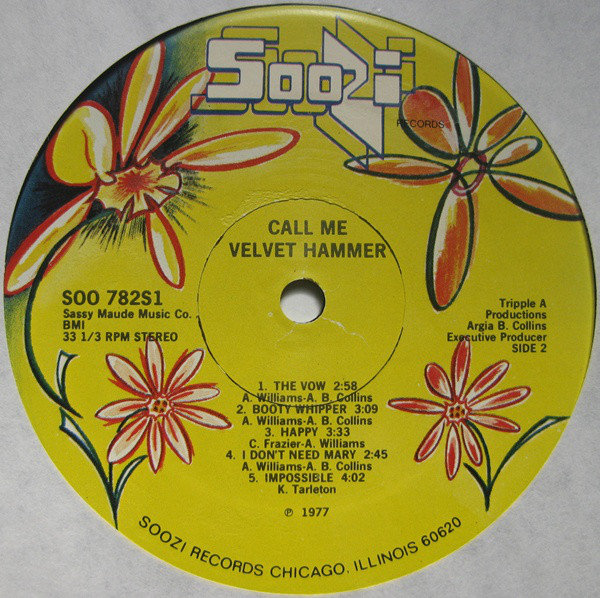 Soozi
RECORDS
CALL ME
VELVET HAMMER
SOO 782S1
Sassy Maude Music Co.
BMI
33 1/3 RPM STEREO
Tripple A
Productions
Argia B. Collins
Executive Producer
SIDE 2
1. THE VOW 2:58
A. Williams-A. B. Collins
2. BOOTY WHIPPER 3:09
A. Williams-A. B. Collins
3. HAPPY 3:33
C. Frazier-A. Williams
4. I DON'T NEED MARY 2:45
A. Williams-A. B. Collins
5. IMPOSSIBLE 4:02
K. Tarleton
℗ 1977
SOOZI RECORDS CHICAGO, ILLINOIS 60620